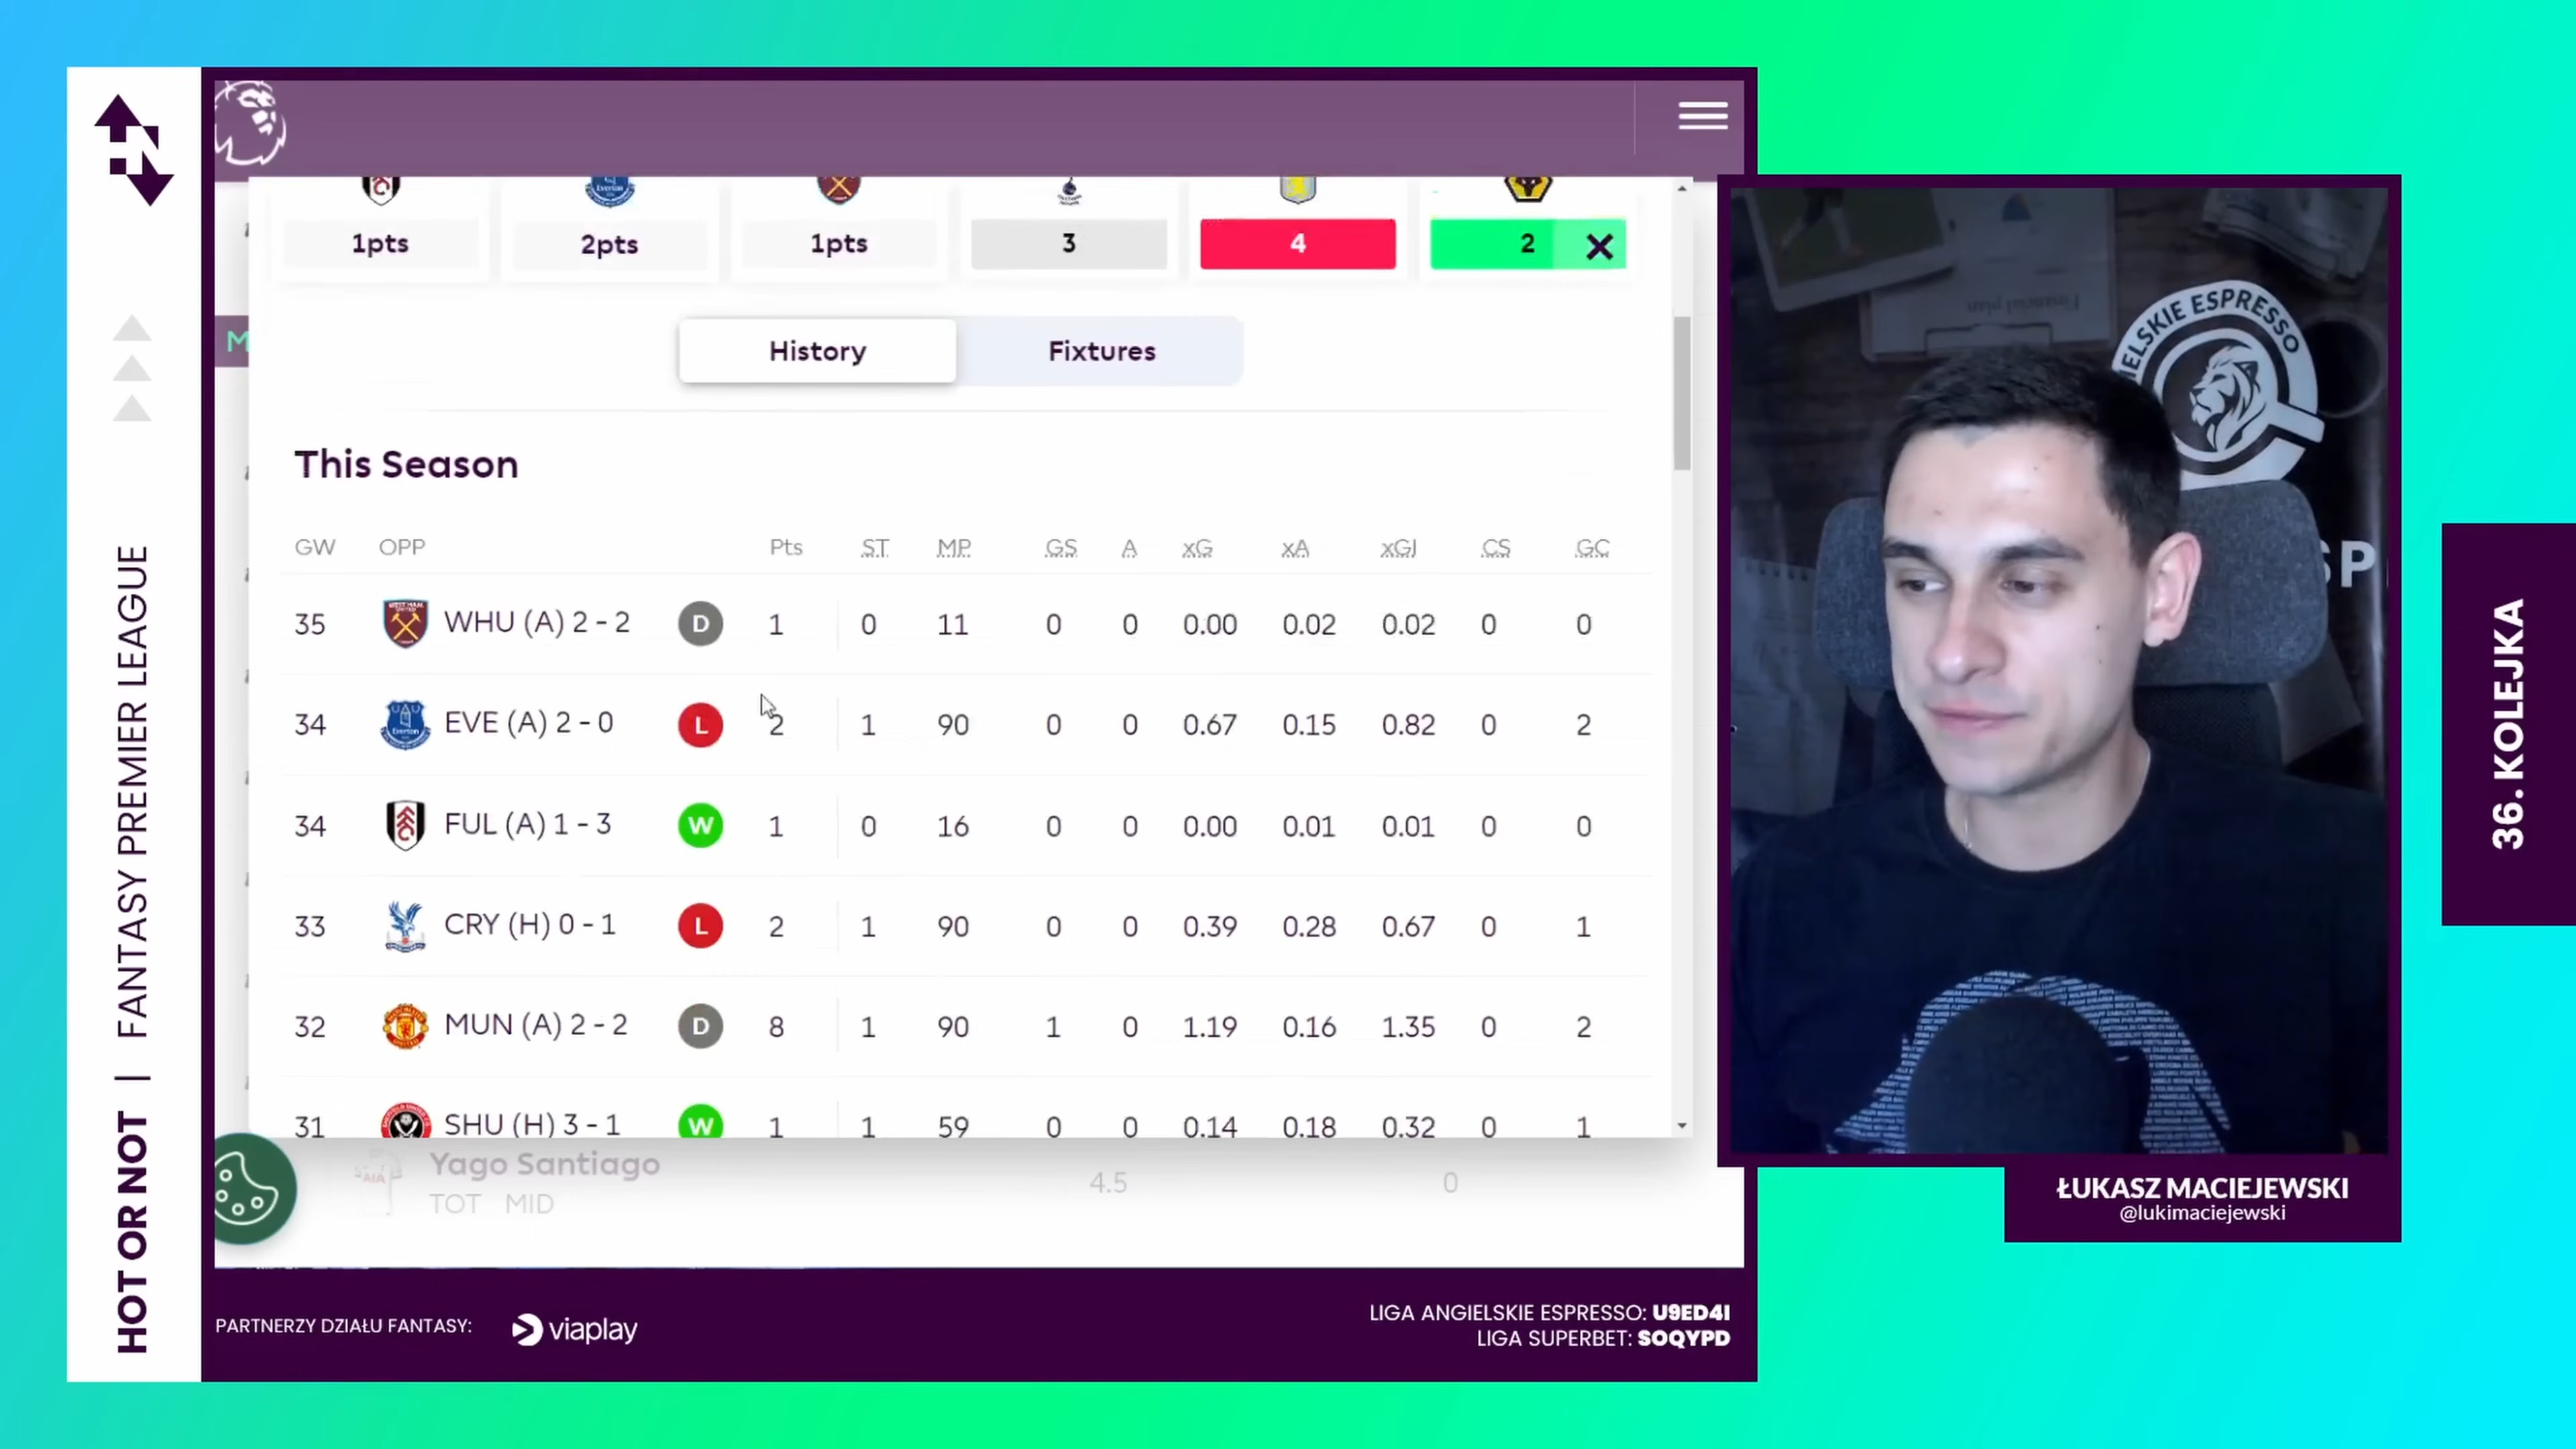 HOT OR NOT | FANTASY PREMIER LEAGUE
1pts 2pts 1pts 3 4 2
History Fixtures
This Season
GW OPP Pts ST MP GS A xG xA xGI CS GC
35 WHU (A) 2 - 2 D 1 0 11 0 0 0.00 0.02 0.02 0 0
34 EVE (A) 2 - 0 L 2 1 90 0 0 0.67 0.15 0.82 0 2
34 FUL (A) 1 - 3 W 1 0 16 0 0 0.00 0.01 0.01 0 0
33 CRY (H) 0 - 1 L 2 1 90 0 0 0.39 0.28 0.67 0 1
32 MUN (A) 2 - 2 D 8 1 90 1 0 1.19 0.16 1.35 0 2
31 SHU (H) 3 - 1 W 1 1 59 0 0 0.14 0.18 0.32 0 1
Yago Santiago 4.5 0
TOT MID
PARTNERZY DZIAŁU FANTASY: viaplay
LIGA ANGIELSKIE ESPRESSO: U9ED4I
LIGA SUPERBET: SOQYPD
IELSKIE ESPRESSO
SP
ŁUKASZ MACIEJEWSKI
@lukimaciejewski
36. KOLEJKA